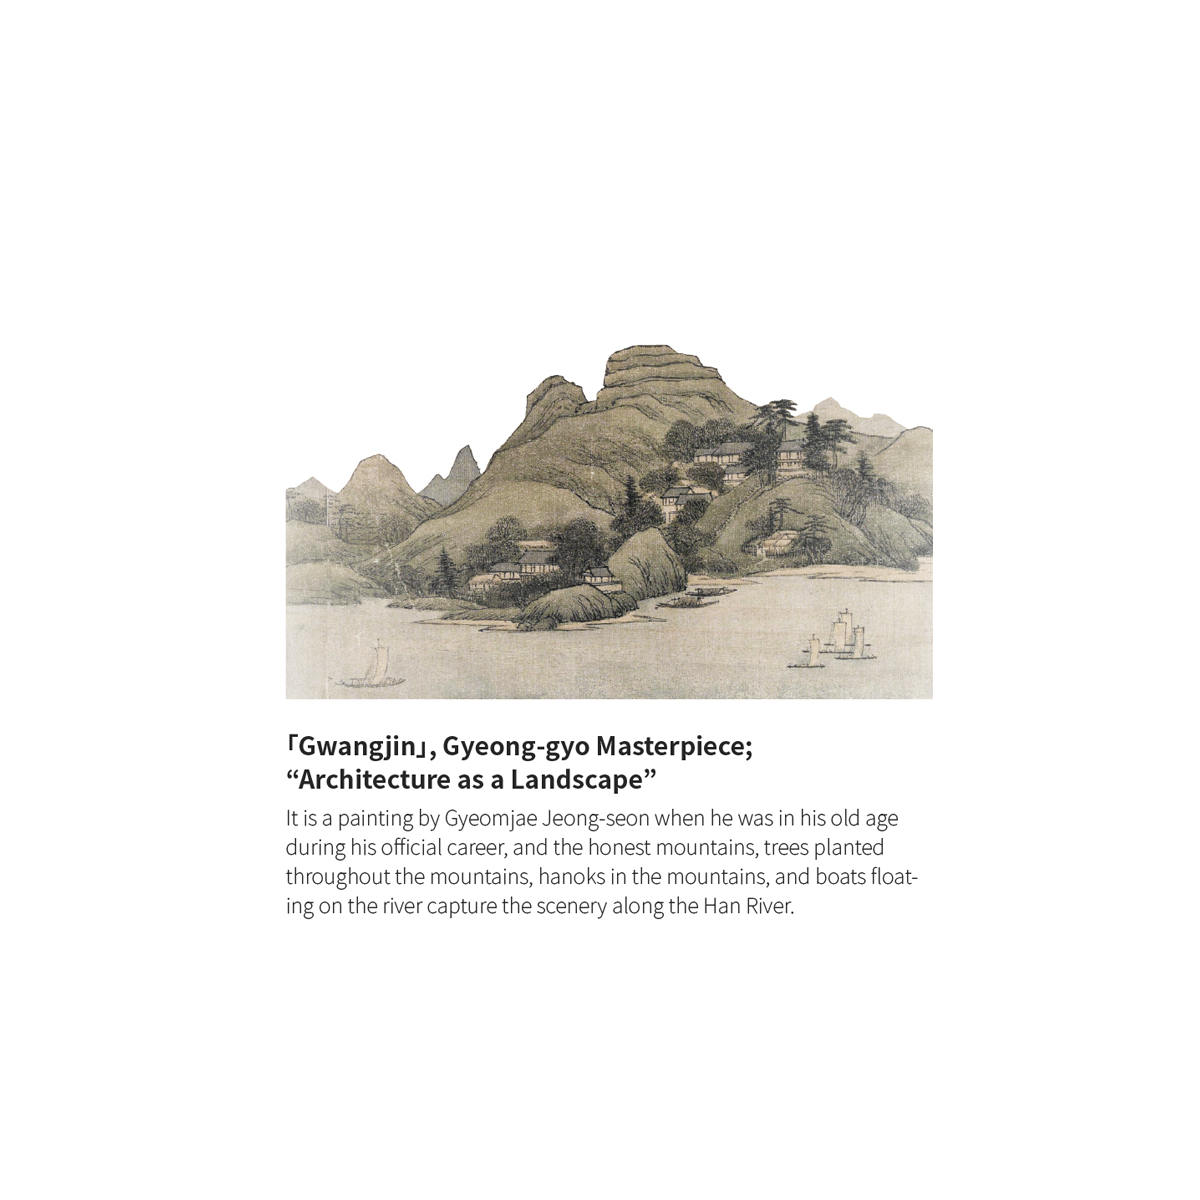 「Gwangjin」, Gyeong-gyo Masterpiece;
“Architecture as a Landscape”
It is a painting by Gyeomjae Jeong-seon when he was in his old age
during his official career, and the honest mountains, trees planted
throughout the mountains, hanoks in the mountains, and boats float-
ing on the river capture the scenery along the Han River.